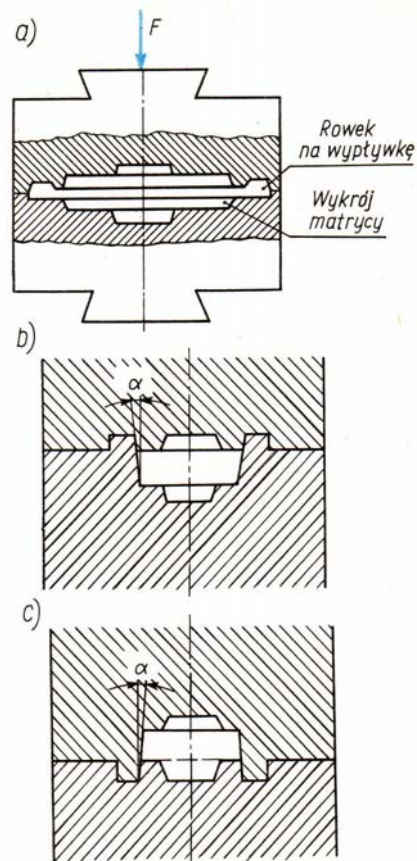 a)
F
Rowek
na wypływkę
Wykrój
matrycy
b)
α
c)
α